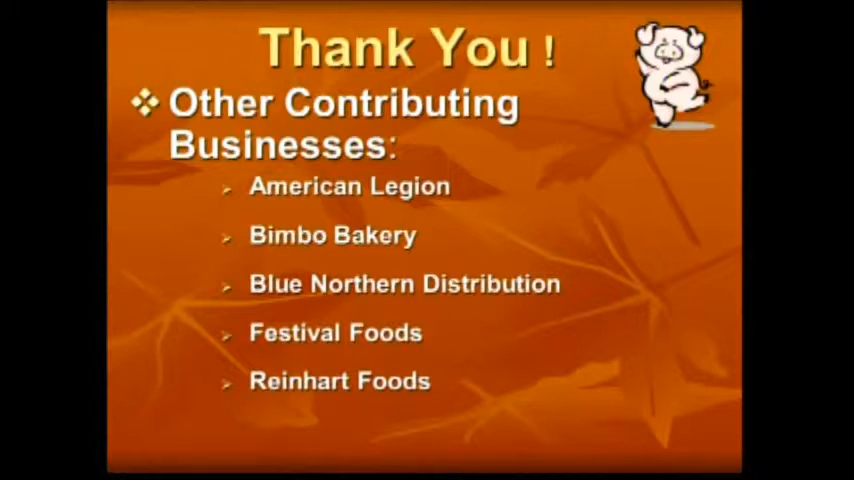 Thank You !
Other Contributing
Businesses:
American Legion
Bimbo Bakery
Blue Northern Distribution
Festival Foods
Reinhart Foods